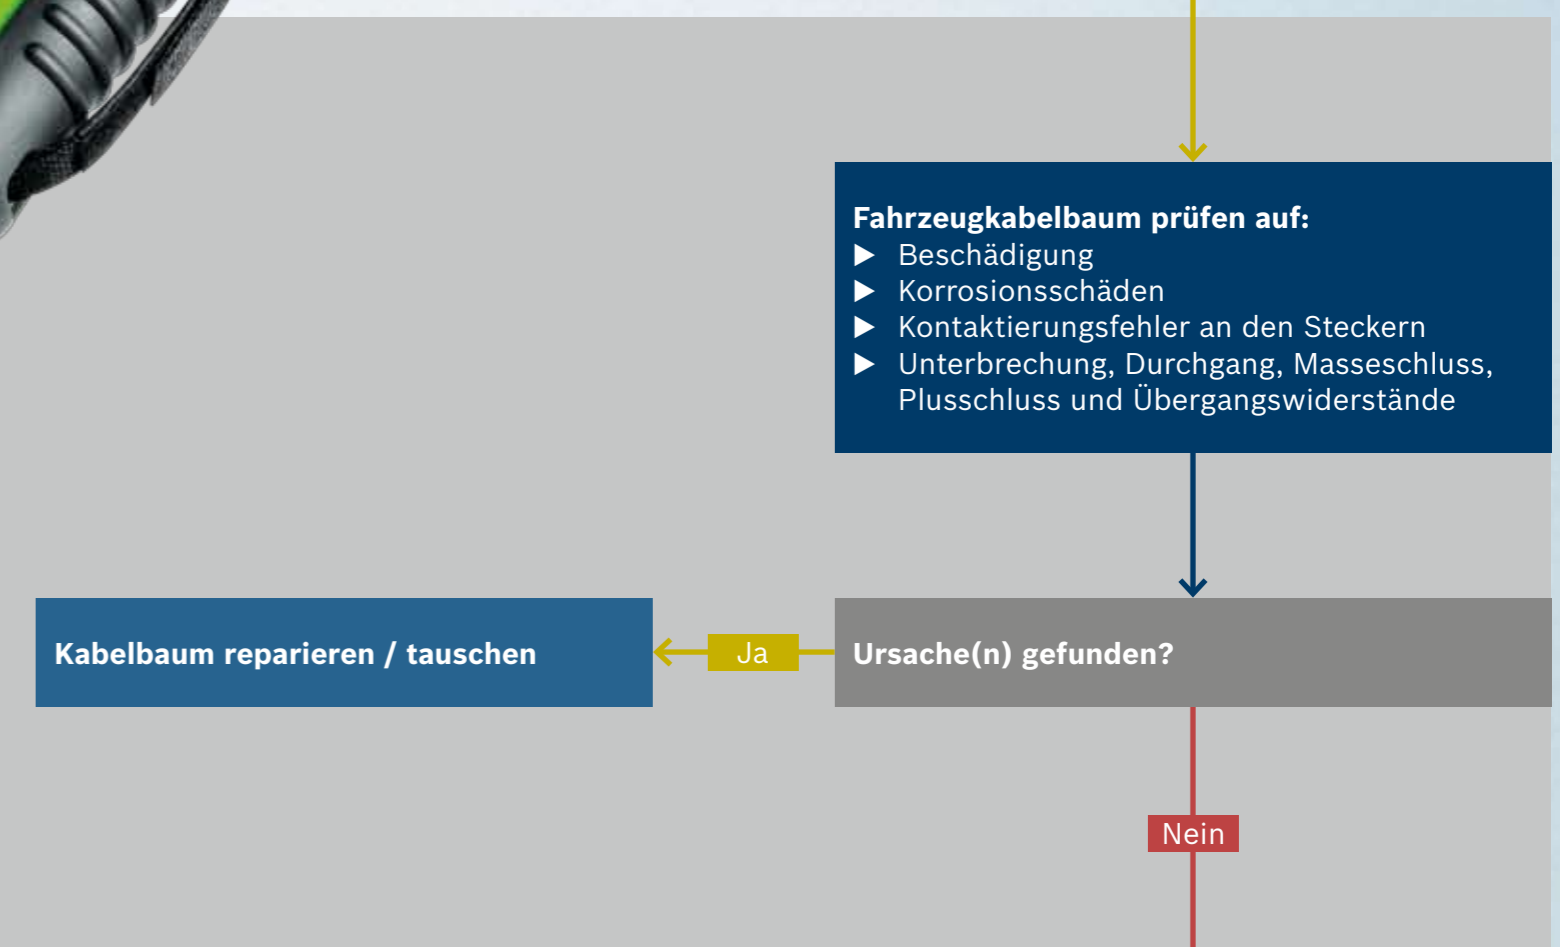 Fahrzeugkabelbaum prüfen auf:
▶ Beschädigung
▶ Korrosionsschäden
▶ Kontaktierungsfehler an den Steckern
▶ Unterbrechung, Durchgang, Masseschluss,
Plusschluss und Übergangswiderstände
Kabelbaum reparieren / tauschen
Ja
Ursache(n) gefunden?
Nein